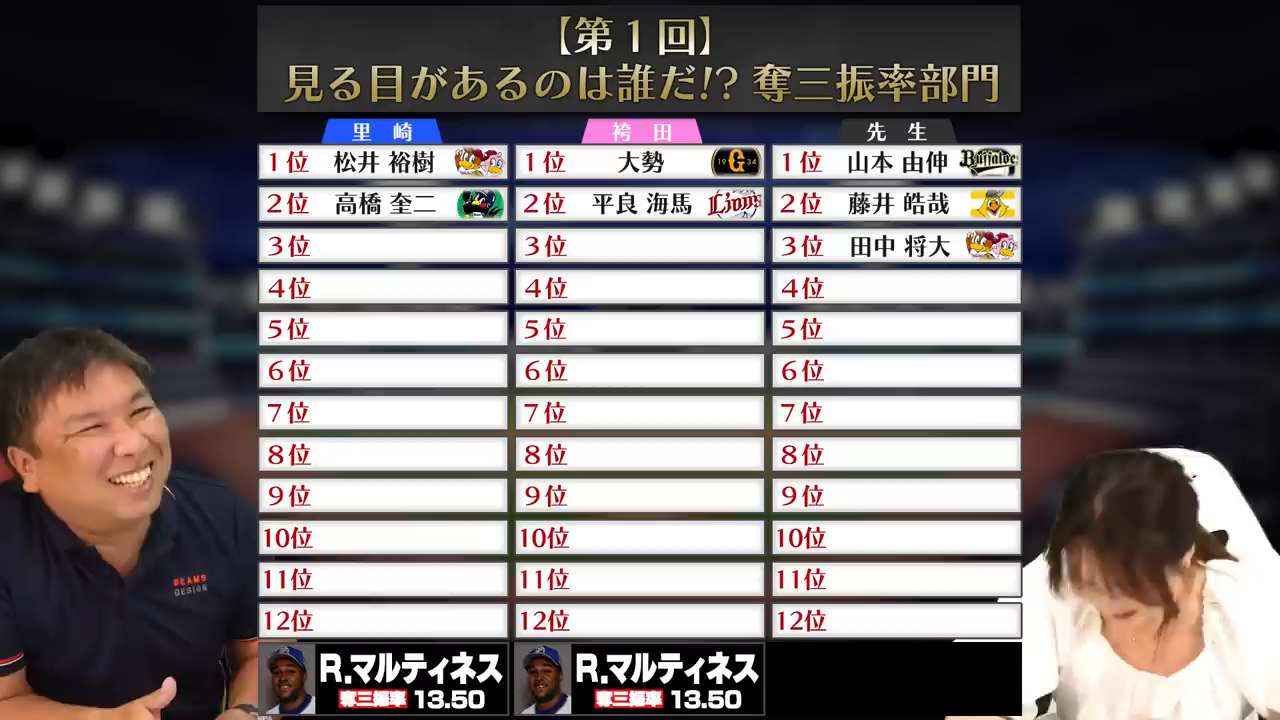 【第1回】
見る目があるのは誰だ!? 奪三振率部門
里崎 袴田 先生
1位 松井 裕樹 1位 大勢 19 G 34 1位 山本 由伸 Buffaloes
2位 高橋 奎二 2位 平良 海馬 Lions 2位 藤井 皓哉
3位 3位 3位 田中 将大
4位 4位 4位
5位 5位 5位
6位 6位 6位
7位 7位 7位
8位 8位 8位
9位 9位 9位
10位 10位 10位
11位 11位 11位
12位 12位 12位
R.マルティネス R.マルティネス
奪三振率 13.50 奪三振率 13.50
BEAMS
DESIGN